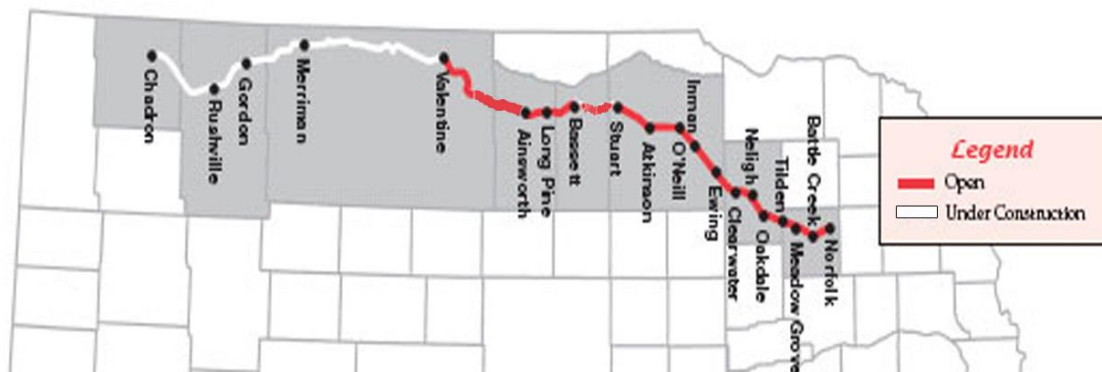 Chadron
Rushville
Gordon
Merriman
Valentine
Ainsworth
Long Pine
Bassett
Stuart
Atkinson
O'Neill
Inman
Ewing
Clearwater
Neligh
Oakdale
Tilden
Meadow Grove
Battle Creek
Norfolk
Legend
Open
Under Construction